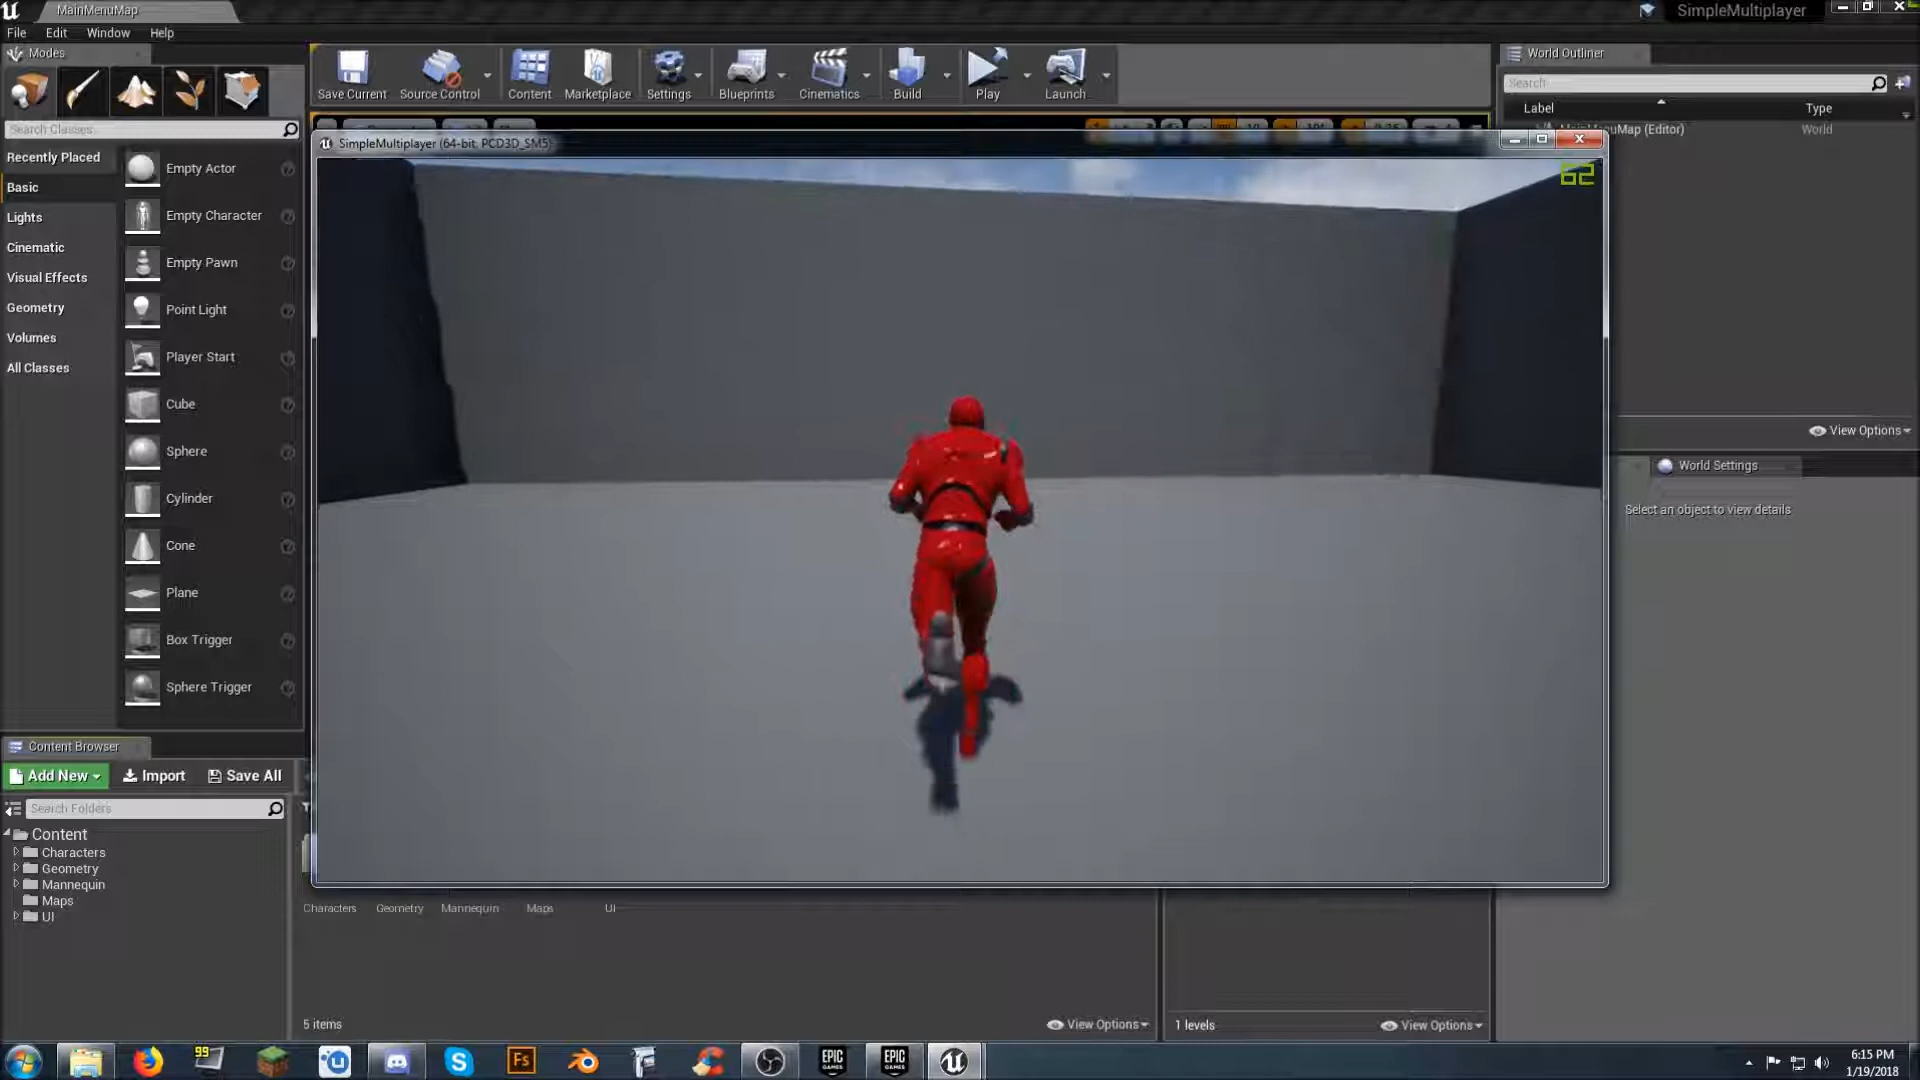 MainMenuMap
SimpleMultiplayer
File Edit Window Help
Modes
World Outliner
Save Current
Source Control
Content
Marketplace
Settings
Blueprints
Cinematics
Build
Play
Launch
Search
Label
Type
Search Classes
MainMenuMap (Editor)
World
SimpleMultiplayer (64-bit, PCD3D_SM5)
62
Recently Placed
Basic
Lights
Cinematic
Visual Effects
Geometry
Volumes
All Classes
Empty Actor
Empty Character
Empty Pawn
Point Light
Player Start
Cube
Sphere
Cylinder
Cone
Plane
Box Trigger
Sphere Trigger
View Options
World Settings
Select an object to view details
Content Browser
Add New
Import
Save All
Search Folders
Content
Characters
Geometry
Mannequin
Maps
UI
Characters
Geometry
Mannequin
Maps
UI
5 items
View Options
1 levels
View Options
99
Fs
EPIC GAMES
EPIC GAMES
6:15 PM
1/19/2018